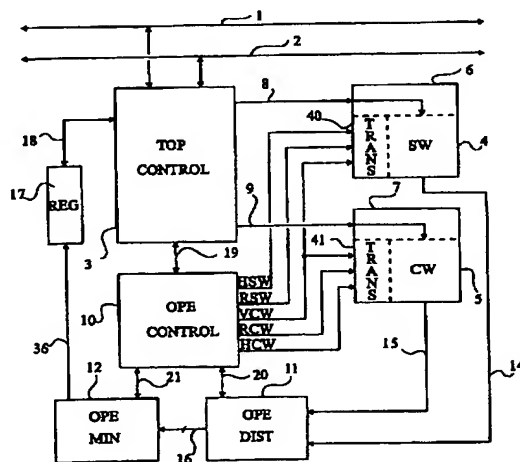 1
2
8
6
40
TRANS
SW
4
18
TOP
CONTROL
17
REG
7
9
41
TRANS
CW
5
3
19
10
OPE
CONTROL
HSW
RSW
VCW
RCW
HCW
15
14
36
12
21
20
11
OPE
MIN
16
OPE
DIST